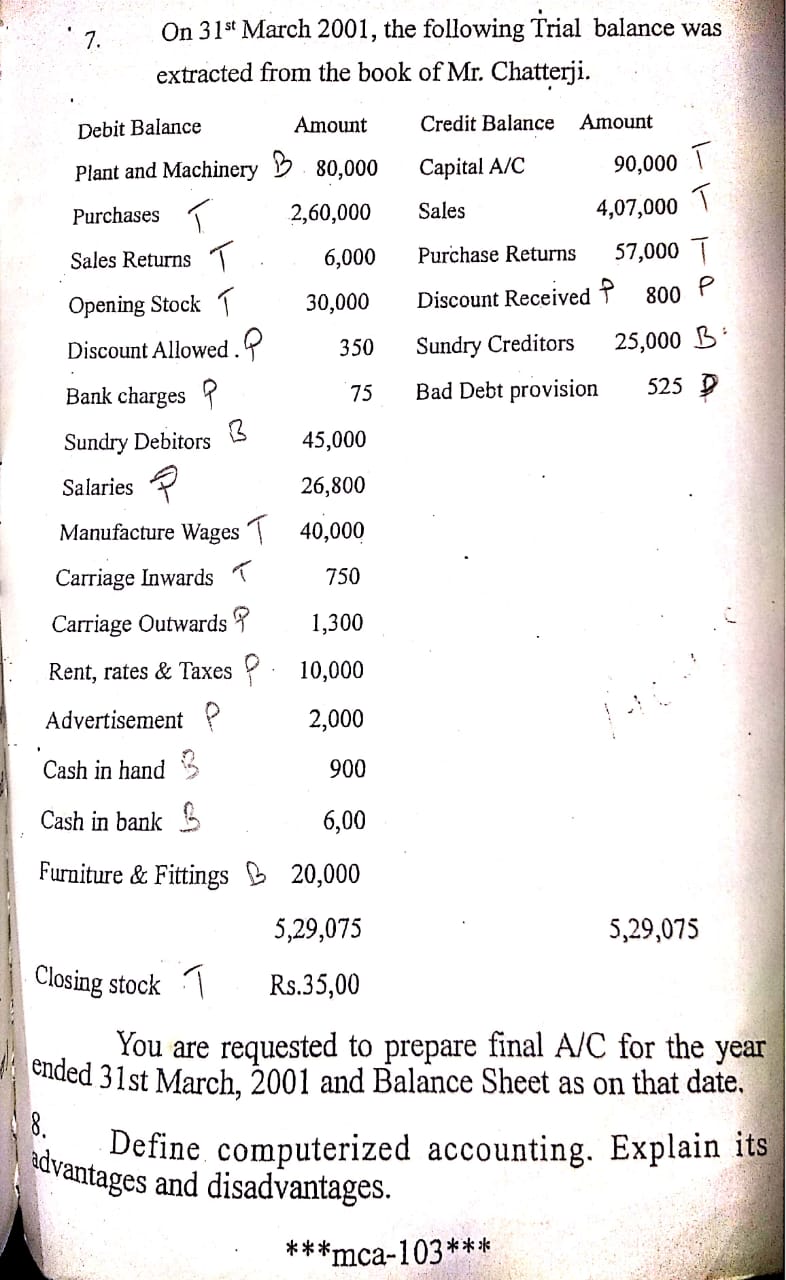 7. On 31st March 2001, the following Trial balance was
extracted from the book of Mr. Chatterji.
Debit Balance Amount Credit Balance Amount
Plant and Machinery B 80,000 Capital A/C 90,000 T
Purchases T 2,60,000 Sales 4,07,000 T
Sales Returns T 6,000 Purchase Returns 57,000 T
Opening Stock T 30,000 Discount Received P 800 P
Discount Allowed . P 350 Sundry Creditors 25,000 B
Bank charges P 75 Bad Debt provision 525 P
Sundry Debitors B 45,000
Salaries P 26,800
Manufacture Wages T 40,000
Carriage Inwards T 750
Carriage Outwards P 1,300
Rent, rates & Taxes P 10,000
Advertisement P 2,000
Cash in hand B 900
Cash in bank B 6,00
Furniture & Fittings B 20,000
5,29,075 5,29,075
Closing stock T Rs.35,00
You are requested to prepare final A/C for the year
ended 31st March, 2001 and Balance Sheet as on that date.
8. Define computerized accounting. Explain its
advantages and disadvantages.
***mca-103***